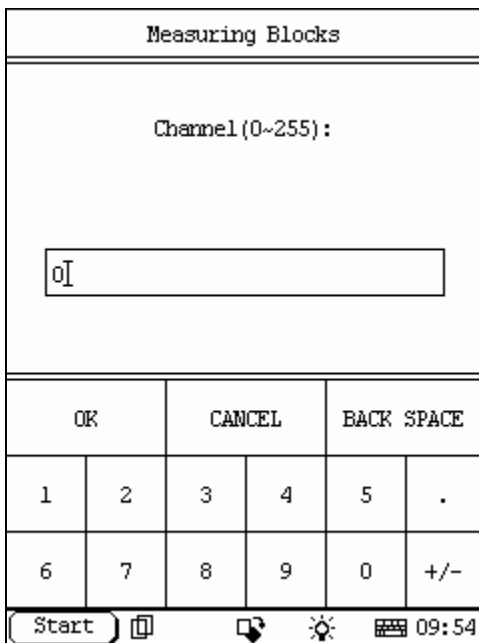 Measuring Blocks
Channel(0~255):
0
OK CANCEL BACK SPACE
1 2 3 4 5 .
6 7 8 9 0 +/-
Start 09:54